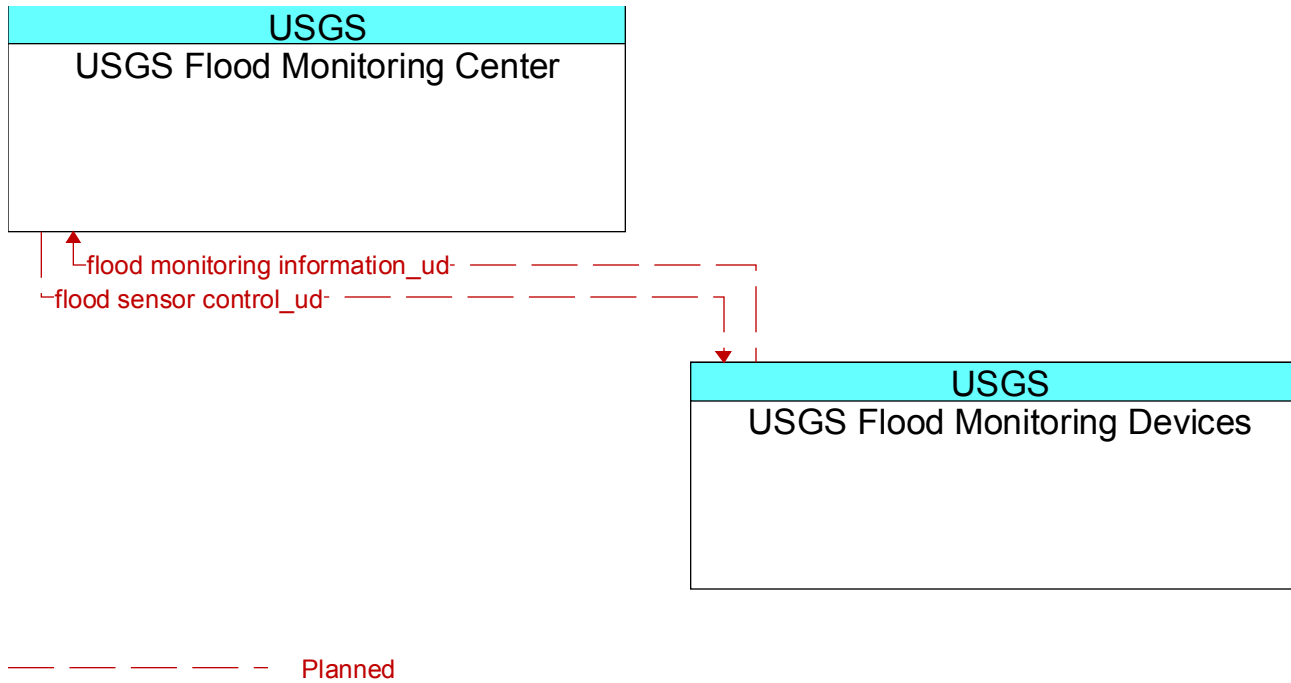 USGS
USGS Flood Monitoring Center
flood monitoring information_ud
flood sensor control_ud
USGS
USGS Flood Monitoring Devices
Planned